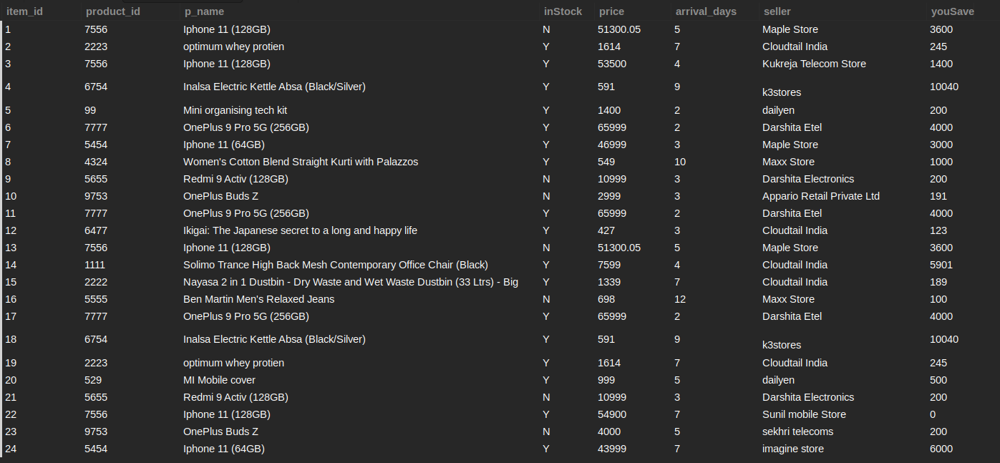 item_id product_id p_name inStock price arrival_days seller youSave
1 7556 Iphone 11 (128GB) N 51300.05 5 Maple Store 3600
2 2223 optimum whey protien Y 1614 7 Cloudtail India 245
3 7556 Iphone 11 (128GB) Y 53500 4 Kukreja Telecom Store 1400
4 6754 Inalsa Electric Kettle Absa (Black/Silver) Y 591 9 k3stores 10040
5 99 Mini organising tech kit Y 1400 2 dailyen 200
6 7777 OnePlus 9 Pro 5G (256GB) Y 65999 2 Darshita Etel 4000
7 5454 Iphone 11 (64GB) Y 46999 3 Maple Store 3000
8 4324 Women's Cotton Blend Straight Kurti with Palazzos Y 549 10 Maxx Store 1000
9 5655 Redmi 9 Activ (128GB) N 10999 3 Darshita Electronics 200
10 9753 OnePlus Buds Z N 2999 3 Appario Retail Private Ltd 191
11 7777 OnePlus 9 Pro 5G (256GB) Y 65999 2 Darshita Etel 4000
12 6477 Ikigai: The Japanese secret to a long and happy life Y 427 3 Cloudtail India 123
13 7556 Iphone 11 (128GB) N 51300.05 5 Maple Store 3600
14 1111 Solimo Trance High Back Mesh Contemporary Office Chair (Black) Y 7599 4 Cloudtail India 5901
15 2222 Nayasa 2 in 1 Dustbin - Dry Waste and Wet Waste Dustbin (33 Ltrs) - Big Y 1339 7 Cloudtail India 189
16 5555 Ben Martin Men's Relaxed Jeans N 698 12 Maxx Store 100
17 7777 OnePlus 9 Pro 5G (256GB) Y 65999 2 Darshita Etel 4000
18 6754 Inalsa Electric Kettle Absa (Black/Silver) Y 591 9 k3stores 10040
19 2223 optimum whey protien Y 1614 7 Cloudtail India 245
20 529 MI Mobile cover Y 999 5 dailyen 500
21 5655 Redmi 9 Activ (128GB) N 10999 3 Darshita Electronics 200
22 7556 Iphone 11 (128GB) Y 54900 7 Sunil mobile Store 0
23 9753 OnePlus Buds Z N 4000 5 sekhri telecoms 200
24 5454 Iphone 11 (64GB) Y 43999 7 imagine store 6000